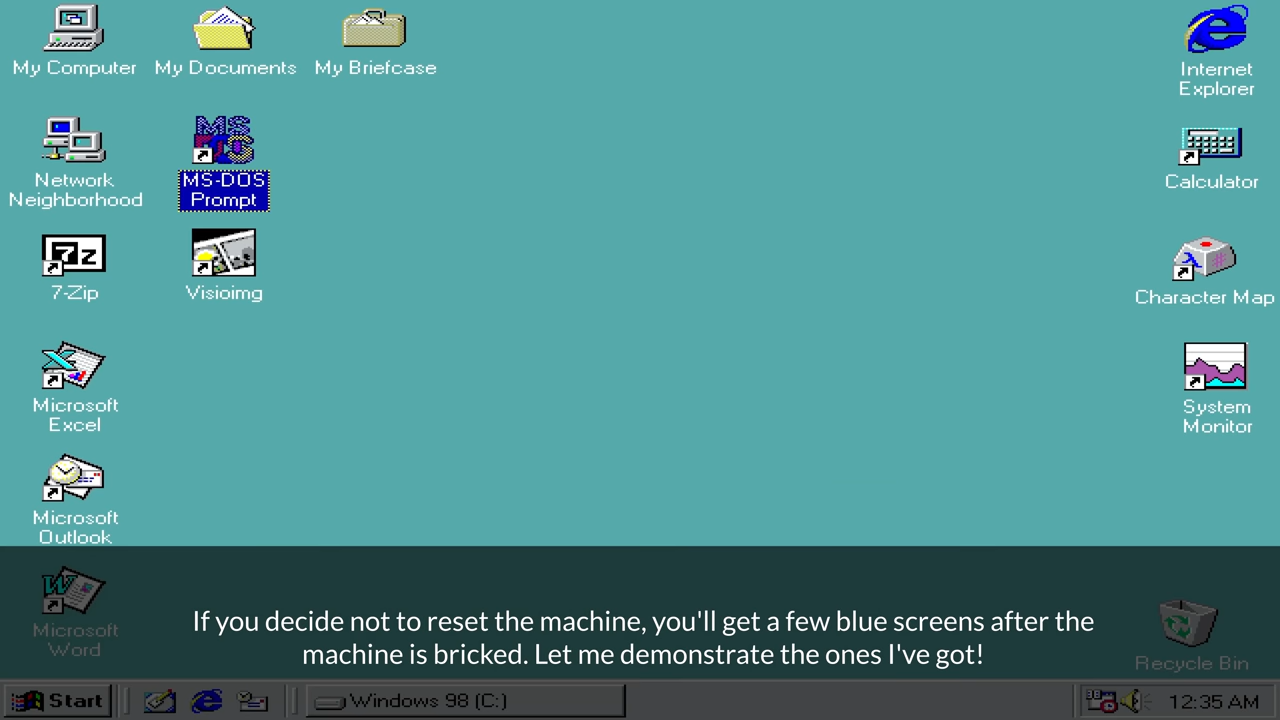 My Computer
My Documents
My Briefcase
Internet
Explorer
Network
Neighborhood
MS-DOS
Prompt
Calculator
7-Zip
Visioimg
Character Map
Microsoft
Excel
System
Monitor
Microsoft
Outlook
Microsoft
Word
If you decide not to reset the machine, you'll get a few blue screens after the
machine is bricked. Let me demonstrate the ones I've got!
Recycle Bin
Start
Windows 98 (C:)
12:35 AM